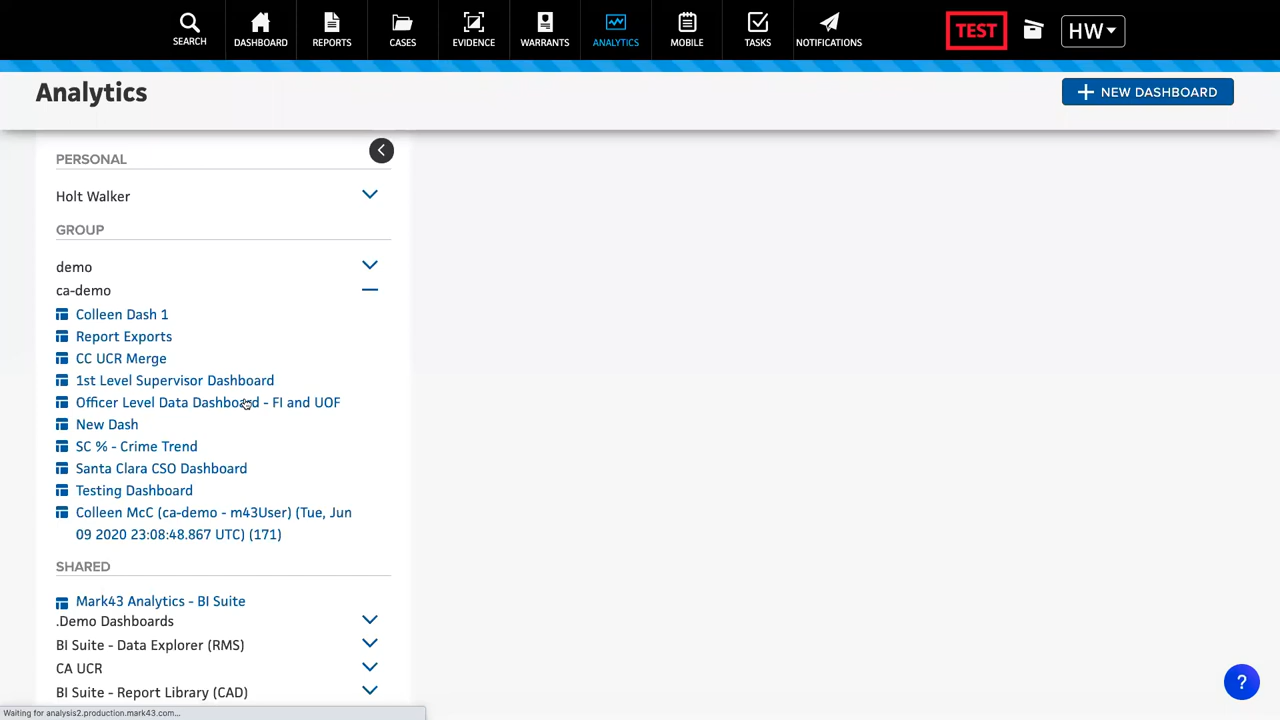 SEARCH
DASHBOARD
REPORTS
CASES
EVIDENCE
WARRANTS
ANALYTICS
MOBILE
TASKS
NOTIFICATIONS
TEST
HW
Analytics
NEW DASHBOARD
PERSONAL
Holt Walker
GROUP
demo
ca-demo
Colleen Dash 1
Report Exports
CC UCR Merge
1st Level Supervisor Dashboard
Officer Level Data Dashboard - FI and UOF
New Dash
SC % - Crime Trend
Santa Clara CSO Dashboard
Testing Dashboard
Colleen McC (ca-demo - m43User) (Tue, Jun
09 2020 23:08:48.867 UTC) (171)
SHARED
Mark43 Analytics - BI Suite
.Demo Dashboards
BI Suite - Data Explorer (RMS)
CA UCR
BI Suite - Report Library (CAD)
?
Waiting for analysis2.production.mark43.com...